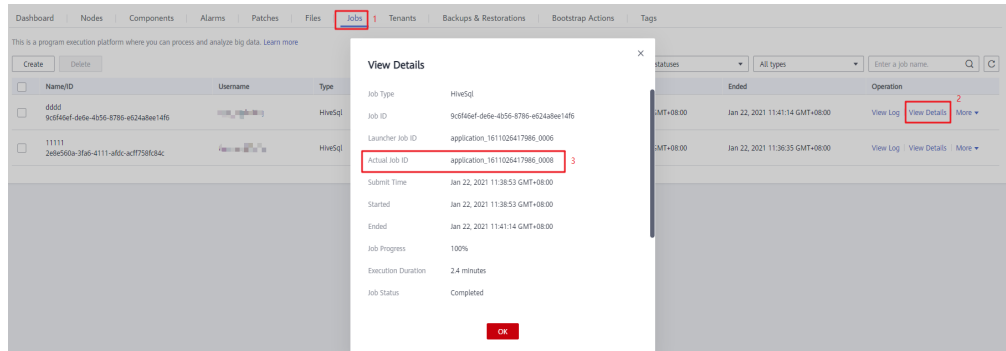 Dashboard Nodes Components Alarms Patches Files Jobs 1 Tenants Backups & Restorations Bootstrap Actions Tags
This is a program execution platform where you can process and analyze big data. Learn more
Create Delete statuses All types Enter a job name.
Name/ID Username Type Ended Operation
2
dddd
9c6f46ef-de6e-4b56-8786-e624a8ee14f6 HiveSql GMT+08:00 Jan 22, 2021 11:41:14 GMT+08:00 View Log View Details More
11111
2e8e560a-3fa6-4111-afdc-acff758fc84c HiveSql GMT+08:00 Jan 22, 2021 11:36:35 GMT+08:00 View Log View Details More
View Details
Job Type HiveSql
Job ID 9c6f46ef-de6e-4b56-8786-e624a8ee14f6
Launcher Job ID application_1611026417986_0006
Actual Job ID application_1611026417986_0008 3
Submit Time Jan 22, 2021 11:38:53 GMT+08:00
Started Jan 22, 2021 11:38:53 GMT+08:00
Ended Jan 22, 2021 11:41:14 GMT+08:00
Job Progress 100%
Execution Duration 2.4 minutes
Job Status Completed
OK